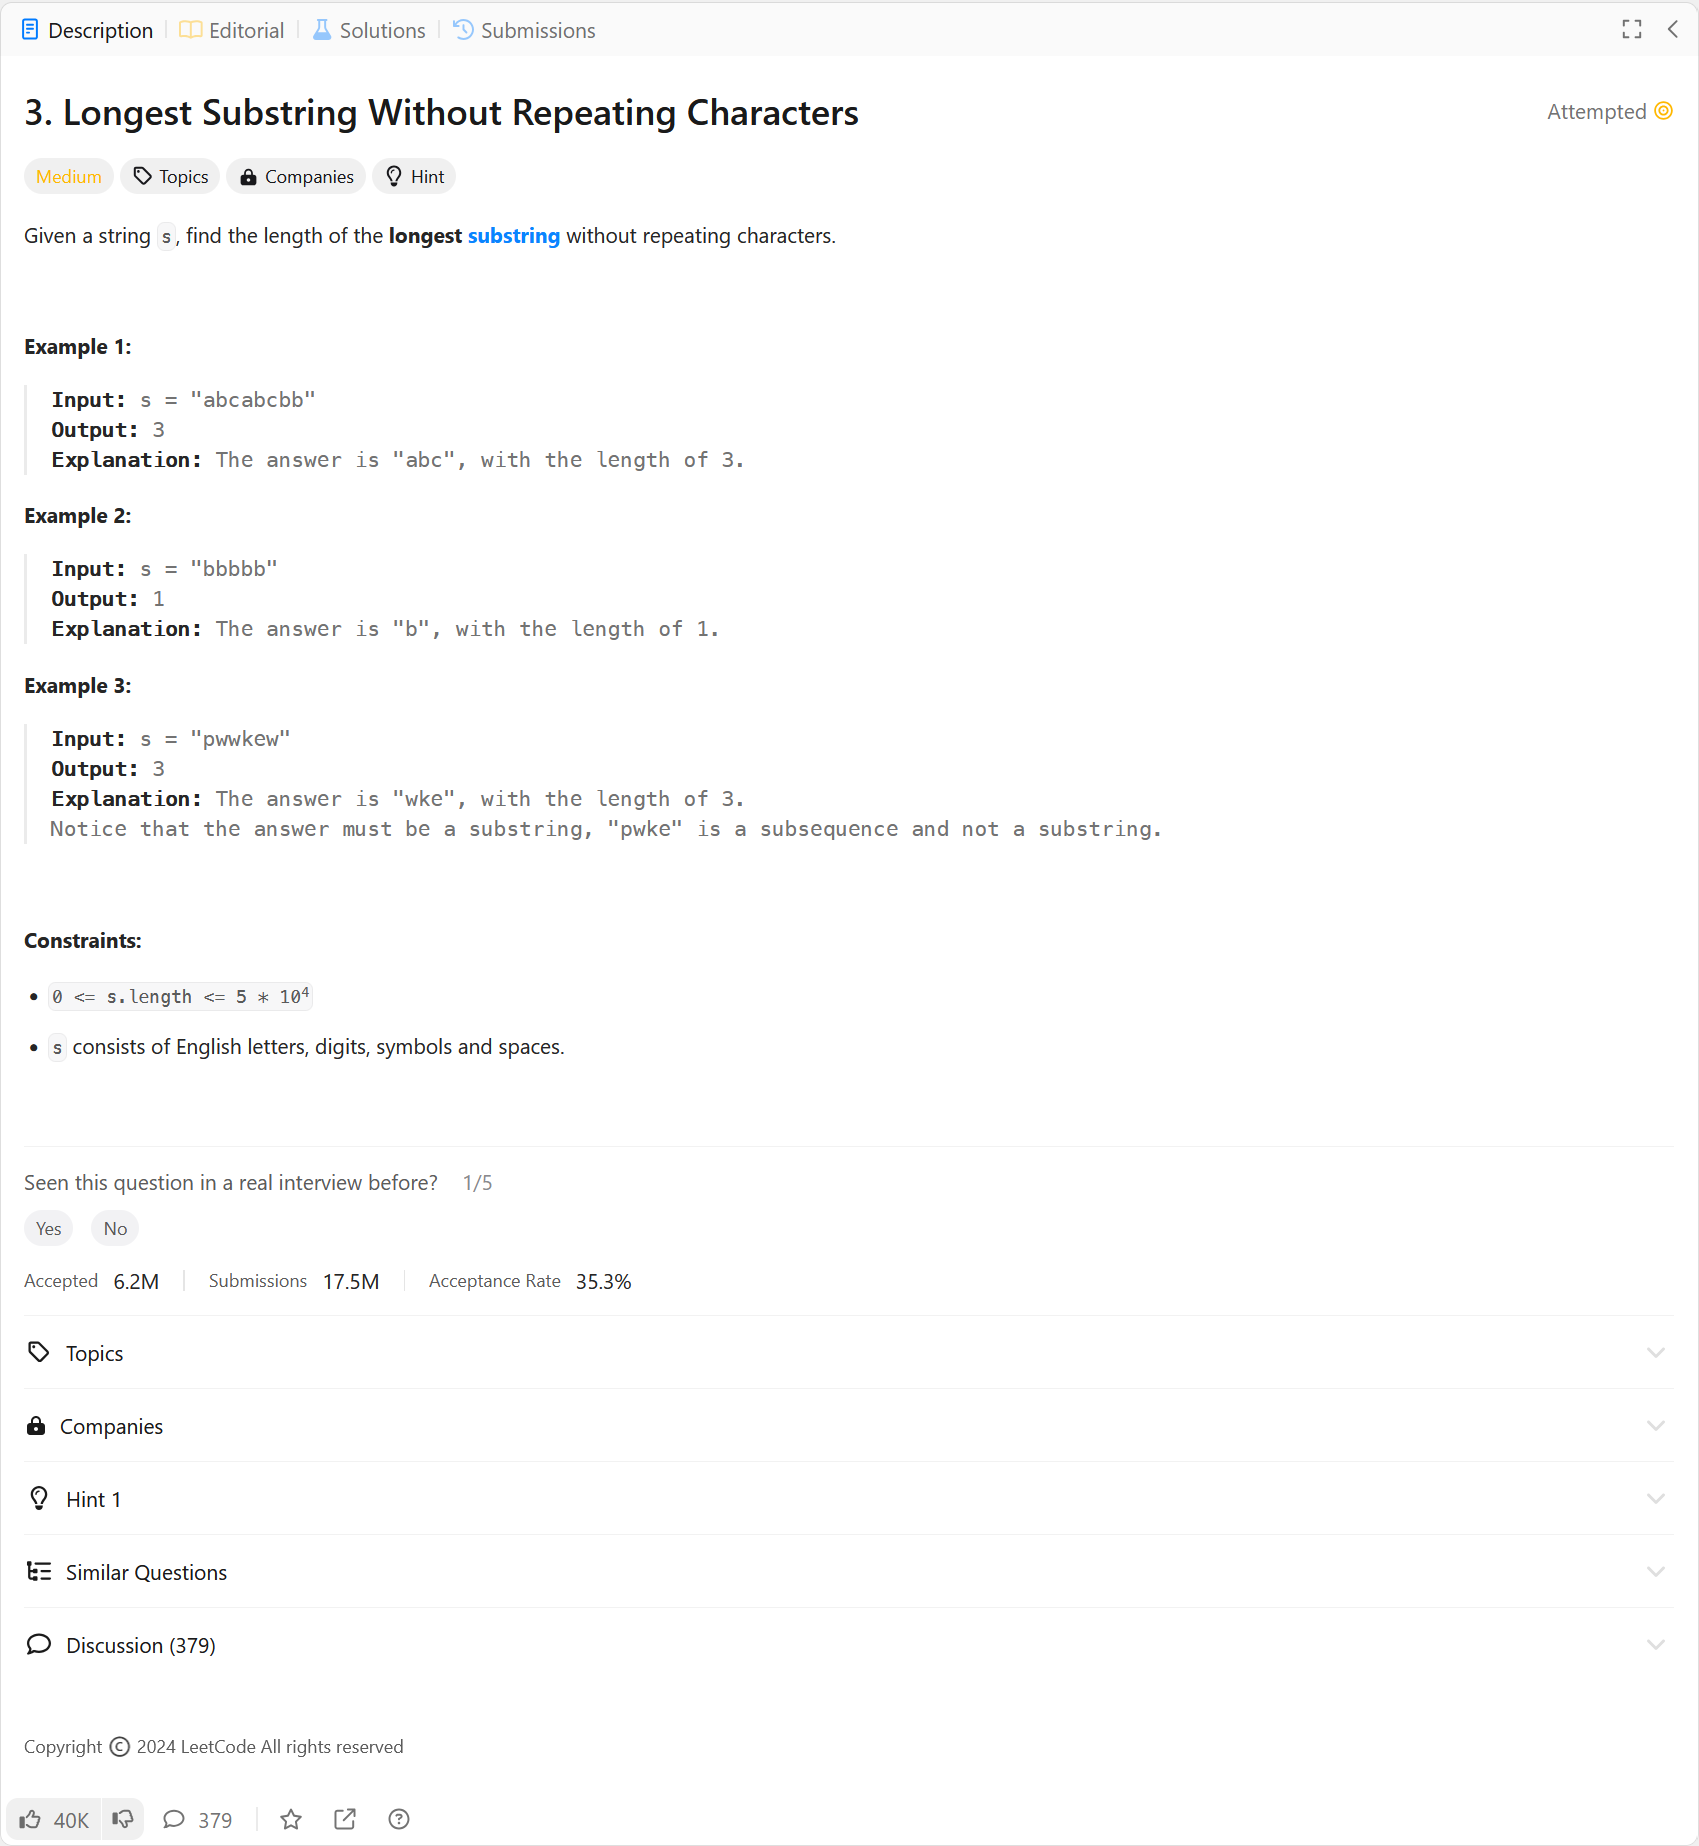 Description Editorial Solutions Submissions
3. Longest Substring Without Repeating Characters
Attempted
Medium Topics Companies Hint
Given a string s, find the length of the longest substring without repeating characters.
Example 1:
Input: s = "abcabcbb"
Output: 3
Explanation: The answer is "abc", with the length of 3.
Example 2:
Input: s = "bbbbb"
Output: 1
Explanation: The answer is "b", with the length of 1.
Example 3:
Input: s = "pwwkew"
Output: 3
Explanation: The answer is "wke", with the length of 3.
Notice that the answer must be a substring, "pwke" is a subsequence and not a substring.
Constraints:
• 0 <= s.length <= 5 * 10⁴
• s consists of English letters, digits, symbols and spaces.
Seen this question in a real interview before? 1/5
Yes No
Accepted 6.2M Submissions 17.5M Acceptance Rate 35.3%
Topics
Companies
Hint 1
Similar Questions
Discussion (379)
Copyright © 2024 LeetCode All rights reserved
40K 379